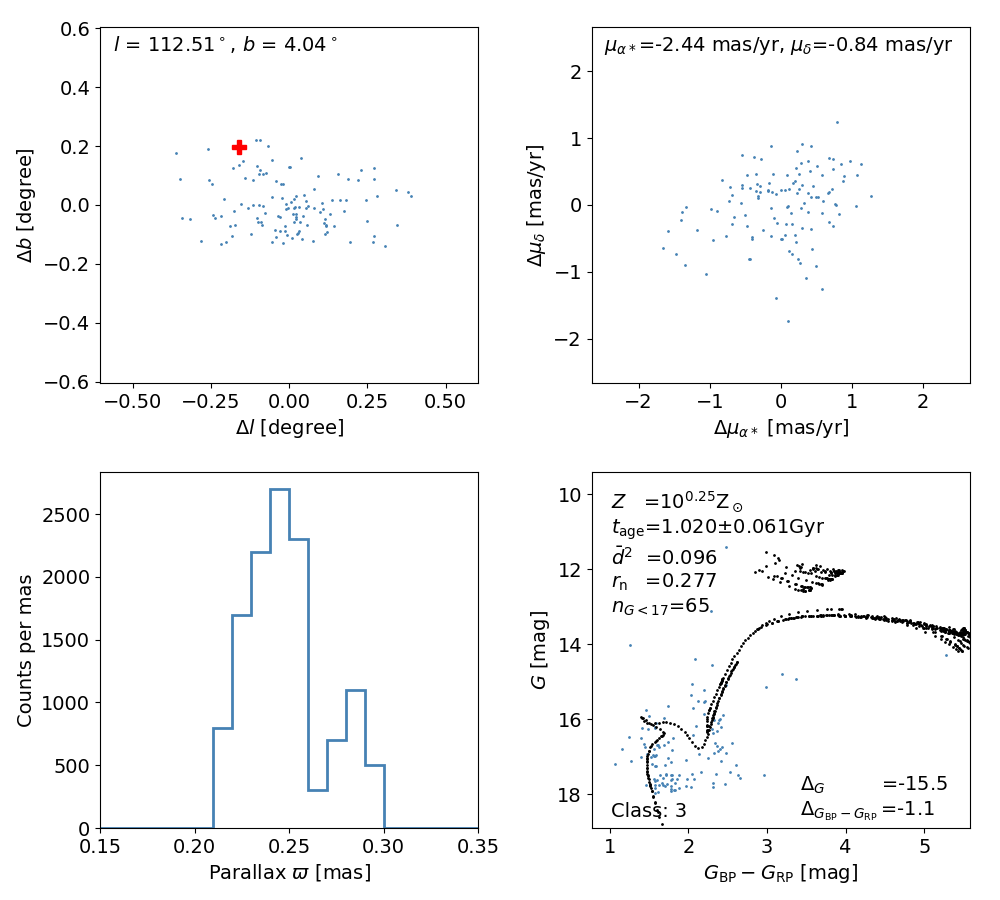 l = 112.51°, b = 4.04°
0.6
0.4
0.2
0.0
−0.2
−0.4
−0.6
Δb [degree]
−0.50 −0.25 0.00 0.25 0.50
Δl [degree]
μα*=-2.44 mas/yr, μδ=-0.84 mas/yr
2
1
0
−1
−2
Δμδ [mas/yr]
−2 −1 0 1 2
Δμα* [mas/yr]
2500
2000
1500
1000
500
0
Counts per mas
0.15 0.20 0.25 0.30 0.35
Parallax ϖ [mas]
Z =10^0.25Z⊙
t_age=1.020±0.061Gyr
d̄² =0.096
r_n =0.277
n_G<17=65
Δ_G =-15.5
Δ_G_BP−G_RP =-1.1
Class: 3
10
12
14
16
18
G [mag]
1 2 3 4 5
G_BP − G_RP [mag]